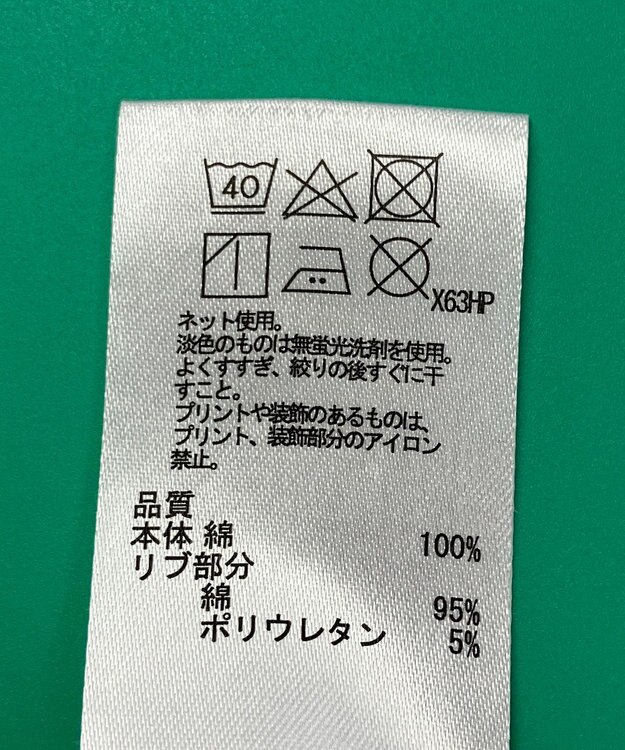 40
X63HP
ネット使用。
淡色のものは無蛍光洗剤を使用。
よくすすぎ、絞りの後すぐに干
すこと。
プリントや装飾のあるものは、
プリント、装飾部分のアイロン
禁止。
品質
本体 綿 100%
リブ部分
綿 95%
ポリウレタン 5%